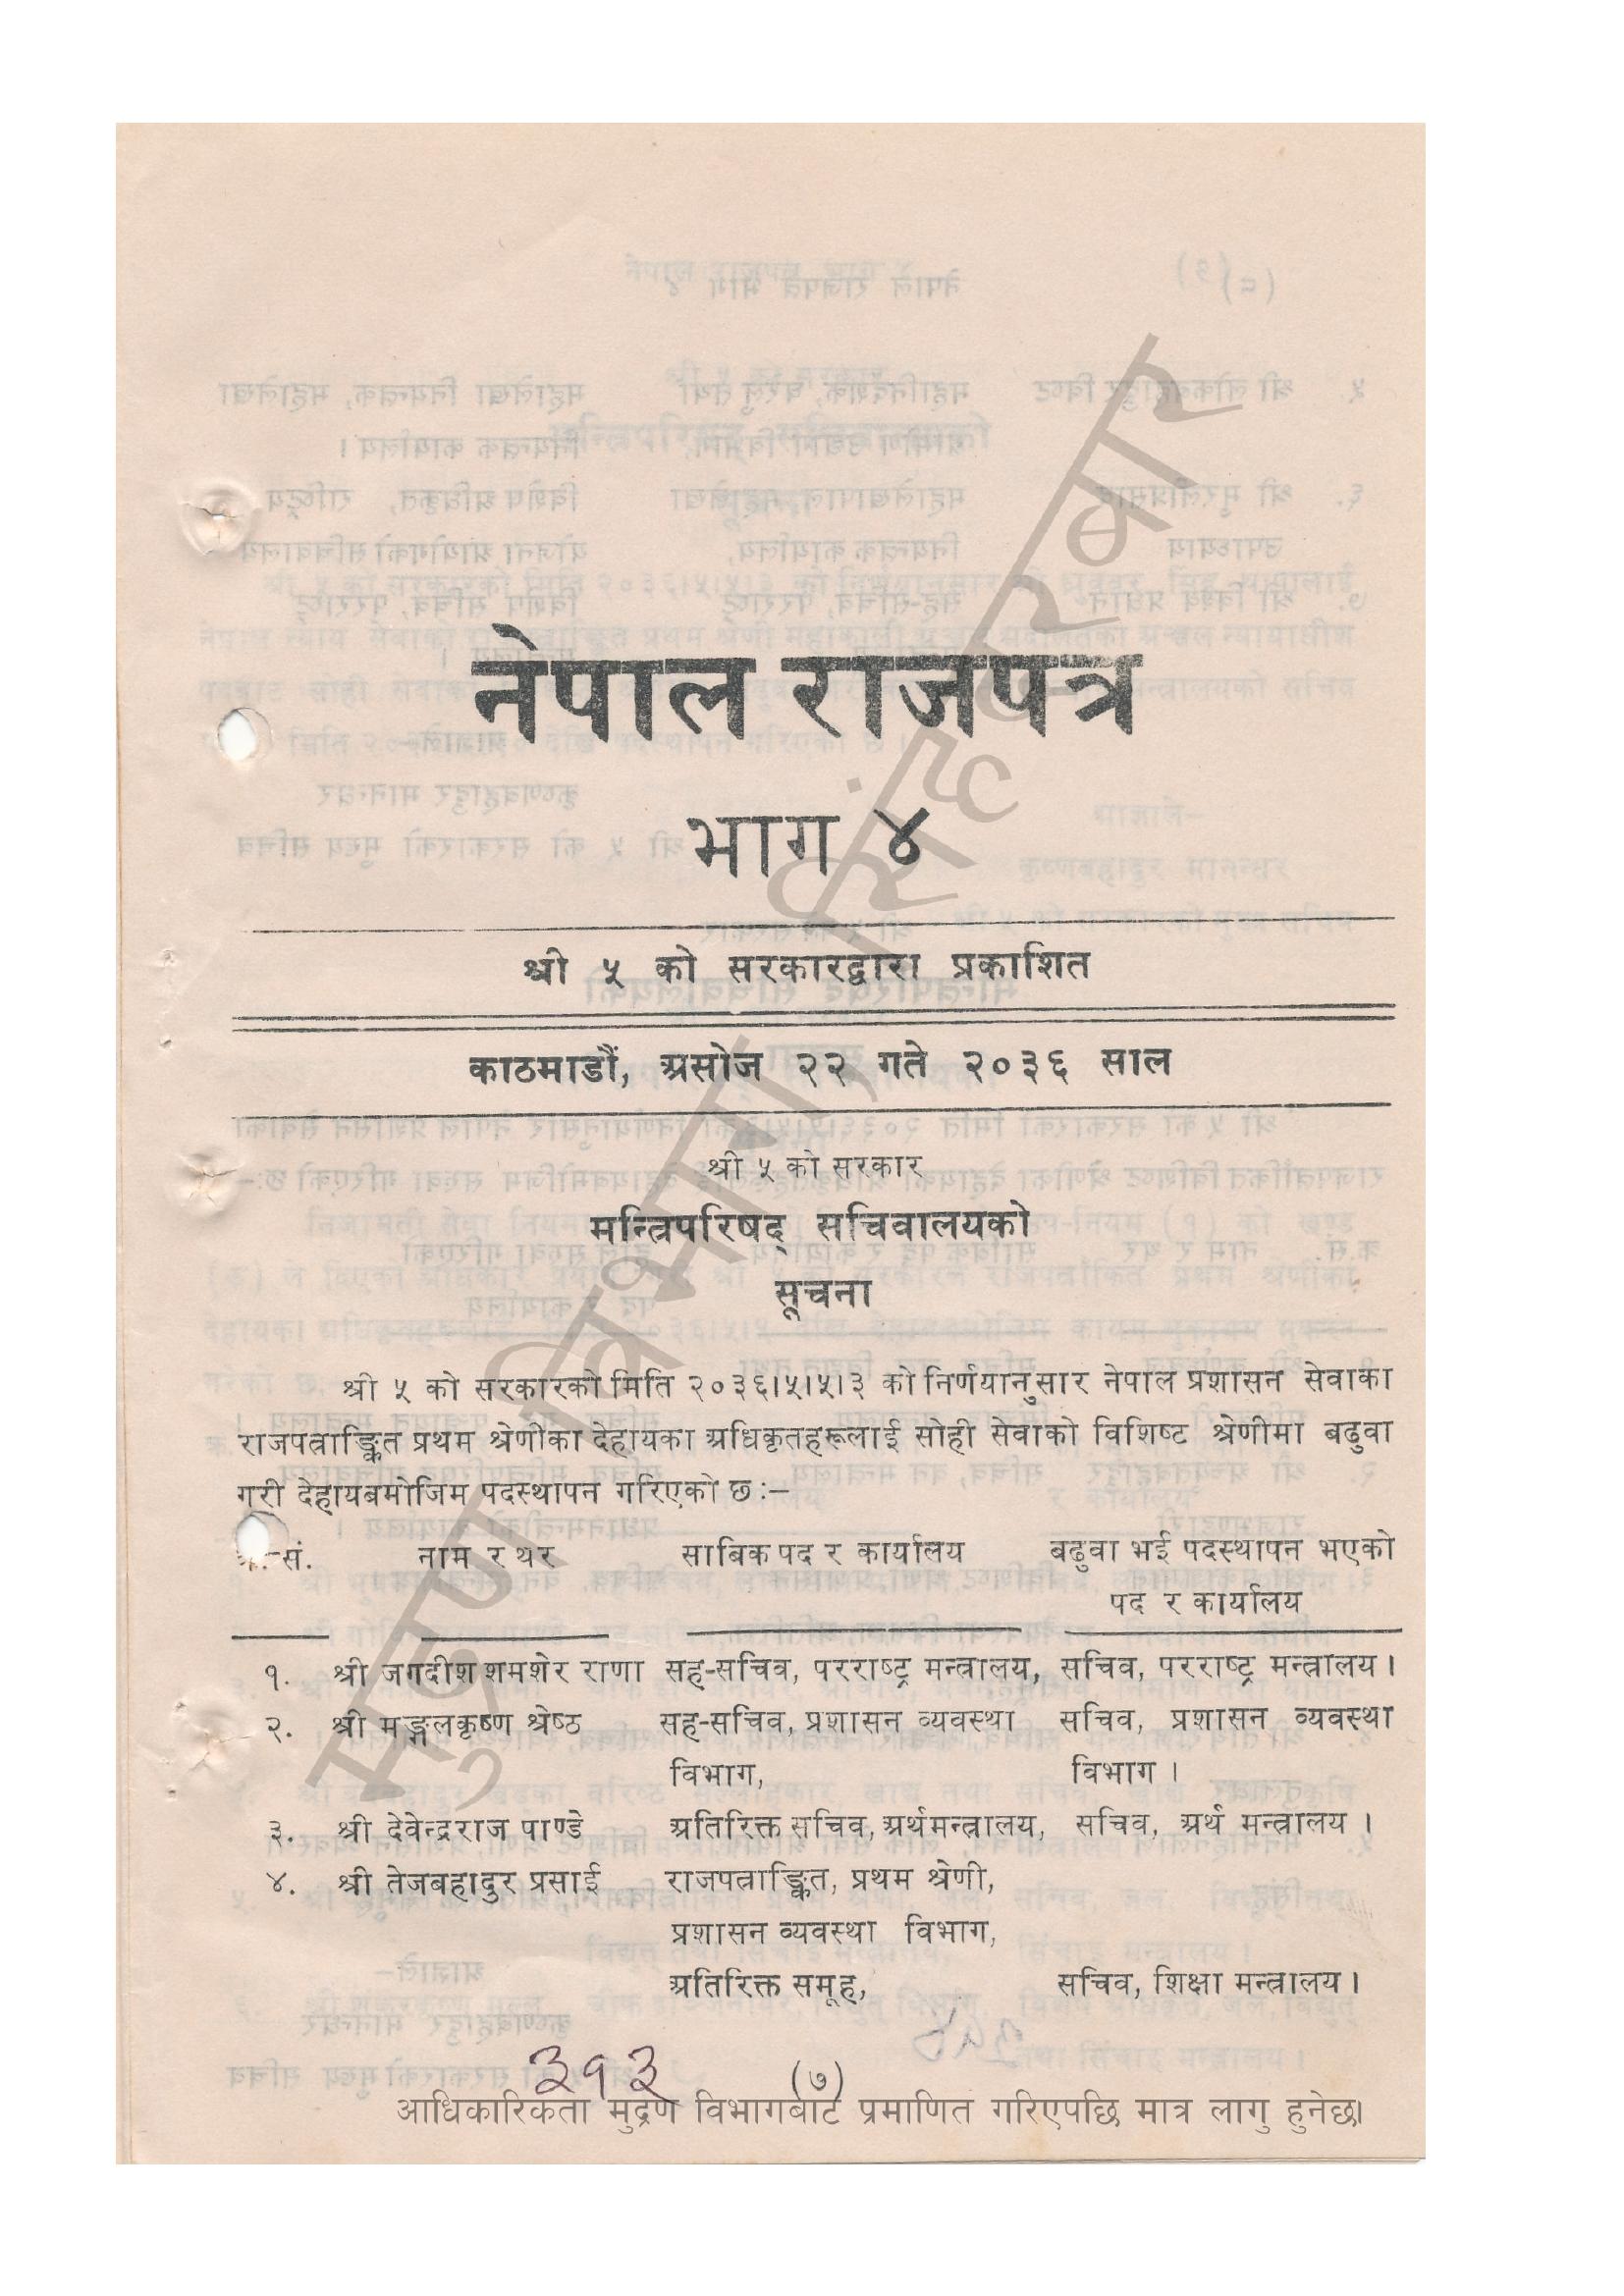 नेपाल राजपत्र
भाग ४
श्री ५ को सरकारद्वारा प्रकाशित
काठमाडौं, असोज २२ गते २०३६ साल
श्री ५ को सरकार
मन्त्रिपरिषद् सचिवालयको
सूचना
श्री ५ को सरकारको मिति २०३६।५।५।३ को निर्णयानुसार नेपाल प्रशासन सेवाका
राजपत्राङ्कित प्रथम श्रेणीका देहायका अधिकृतहरूलाई सोही सेवाको विशिष्ट श्रेणीमा बढुवा
गरी देहायबमोजिम पदस्थापन गरिएको छ :–
क्र. सं. नाम र थर साबिक पद र कार्यालय बढुवा भई पदस्थापन भएको
पद र कार्यालय
१. श्री जगदीश शमशेर राणा सह-सचिव, परराष्ट्र मन्त्रालय, सचिव, परराष्ट्र मन्त्रालय ।
२. श्री मङ्गलकृष्ण श्रेष्ठ सह-सचिव, प्रशासन व्यवस्था सचिव, प्रशासन व्यवस्था
विभाग, विभाग ।
३. श्री देवेन्द्रराज पाण्डे अतिरिक्त सचिव, अर्थमन्त्रालय, सचिव, अर्थ मन्त्रालय ।
४. श्री तेजबहादुर प्रसाई राजपत्राङ्कित, प्रथम श्रेणी,
प्रशासन व्यवस्था विभाग,
अतिरिक्त समूह, सचिव, शिक्षा मन्त्रालय ।
३१३ (७)
आधिकारिकता मुद्रण विभागबाट प्रमाणित गरिएपछि मात्र लागु हुनेछ।
मुद्रण विभाग, सिंहदरबार